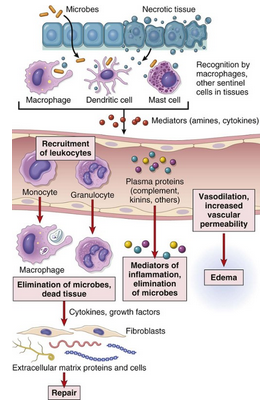 Microbes
Necrotic tissue
Recognition by
macrophages,
other sentinel
cells in tissues
Macrophage
Dendritic cell
Mast cell
Mediators (amines, cytokines)
Recruitment
of leukocytes
Monocyte
Granulocyte
Plasma proteins
(complement,
kinins, others)
Vasodilation,
increased
vascular
permeability
Macrophage
Elimination of microbes,
dead tissue
Mediators of
inflammation,
elimination
of microbes
Edema
Cytokines, growth factors
Fibroblasts
Extracellular matrix proteins and cells
Repair